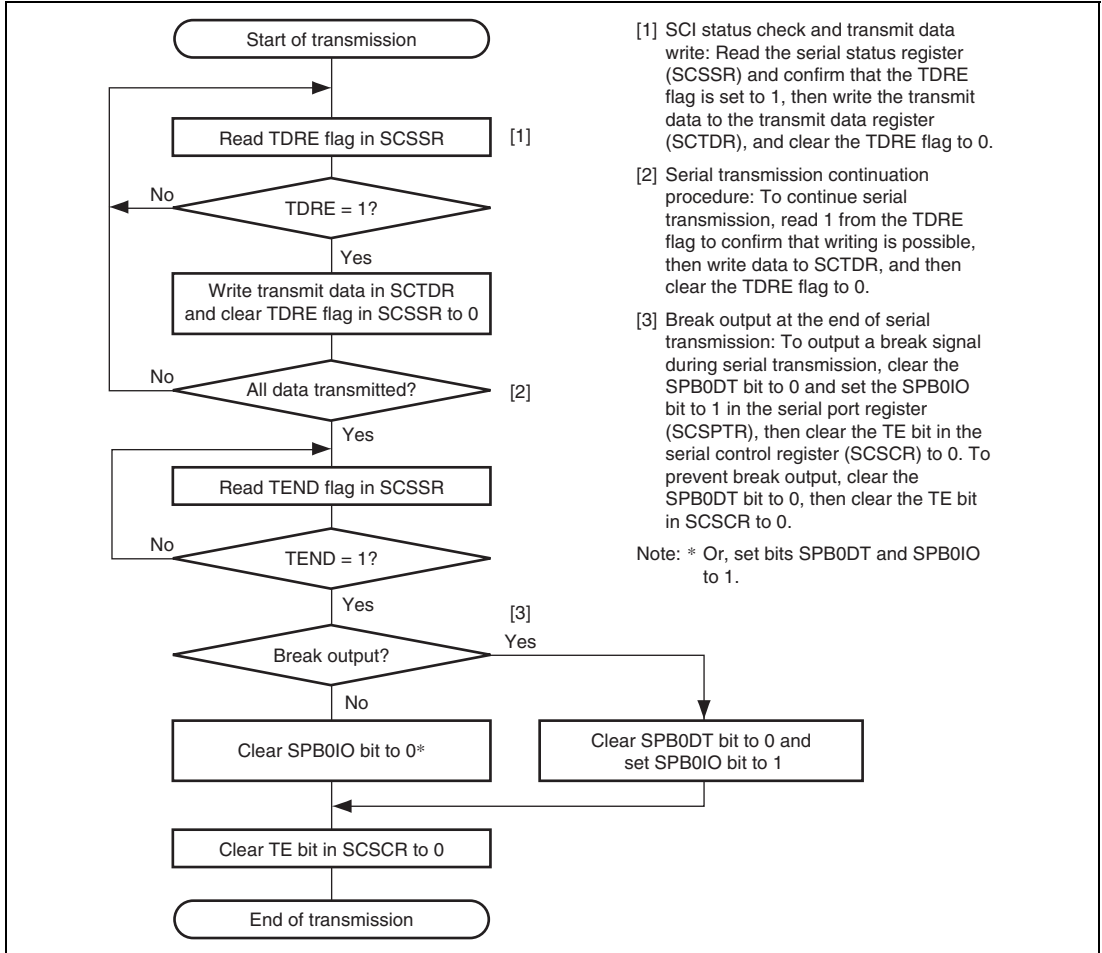 Start of transmission
Read TDRE flag in SCSSR
[1]
No
TDRE = 1?
Yes
Write transmit data in SCTDR
and clear TDRE flag in SCSSR to 0
No
All data transmitted?
[2]
Yes
Read TEND flag in SCSSR
No
TEND = 1?
Yes
[3]
Yes
Break output?
No
Clear SPB0IO bit to 0*
Clear SPB0DT bit to 0 and
set SPB0IO bit to 1
Clear TE bit in SCSCR to 0
End of transmission
[1] SCI status check and transmit data
write: Read the serial status register
(SCSSR) and confirm that the TDRE
flag is set to 1, then write the transmit
data to the transmit data register
(SCTDR), and clear the TDRE flag to 0.
[2] Serial transmission continuation
procedure: To continue serial
transmission, read 1 from the TDRE
flag to confirm that writing is possible,
then write data to SCTDR, and then
clear the TDRE flag to 0.
[3] Break output at the end of serial
transmission: To output a break signal
during serial transmission, clear the
SPB0DT bit to 0 and set the SPB0IO
bit to 1 in the serial port register
(SCSPTR), then clear the TE bit in the
serial control register (SCSCR) to 0. To
prevent break output, clear the
SPB0DT bit to 0, then clear the TE bit
in SCSCR to 0.
Note: * Or, set bits SPB0DT and SPB0IO
to 1.